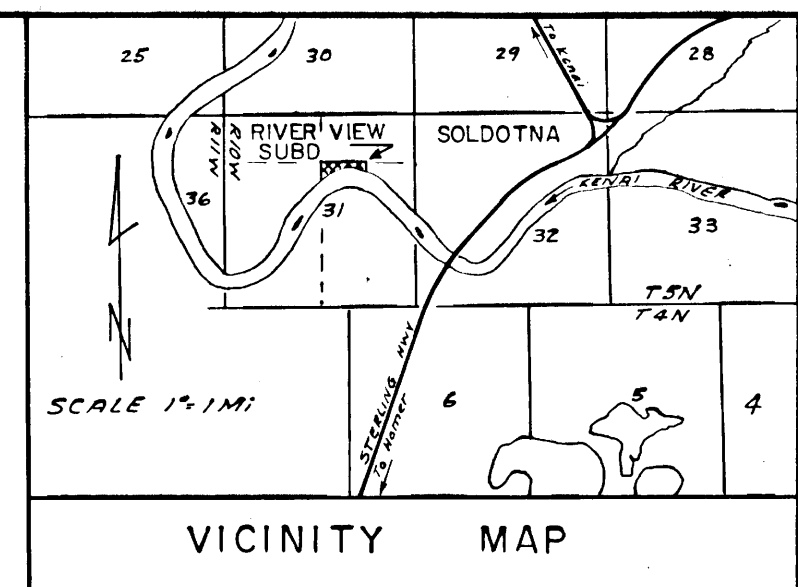 25 30 29 28
To Kenai
R11W R10W
RIVER VIEW
SUBD
SOLDOTNA
36 31 32 33
KENAI RIVER
T5N
T4N
N
SCALE 1"=1Mi
STERLING HWY
To Homer
6 5 4
VICINITY MAP